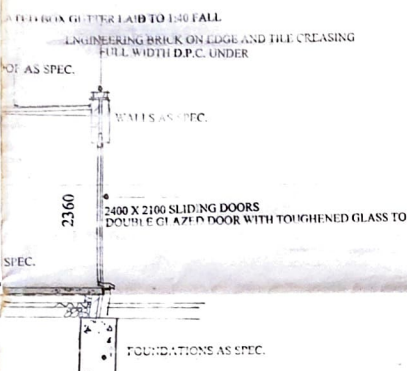 BOX GUTTER LAID TO 1:40 FALL
ENGINEERING BRICK ON EDGE AND TILE CREASING
FULL WIDTH D.P.C. UNDER
OF AS SPEC.
WALLS AS SPEC.
2360
2400 X 2100 SLIDING DOORS
DOUBLE GLAZED DOOR WITH TOUGHENED GLASS TO
SPEC.
FOUNDATIONS AS SPEC.